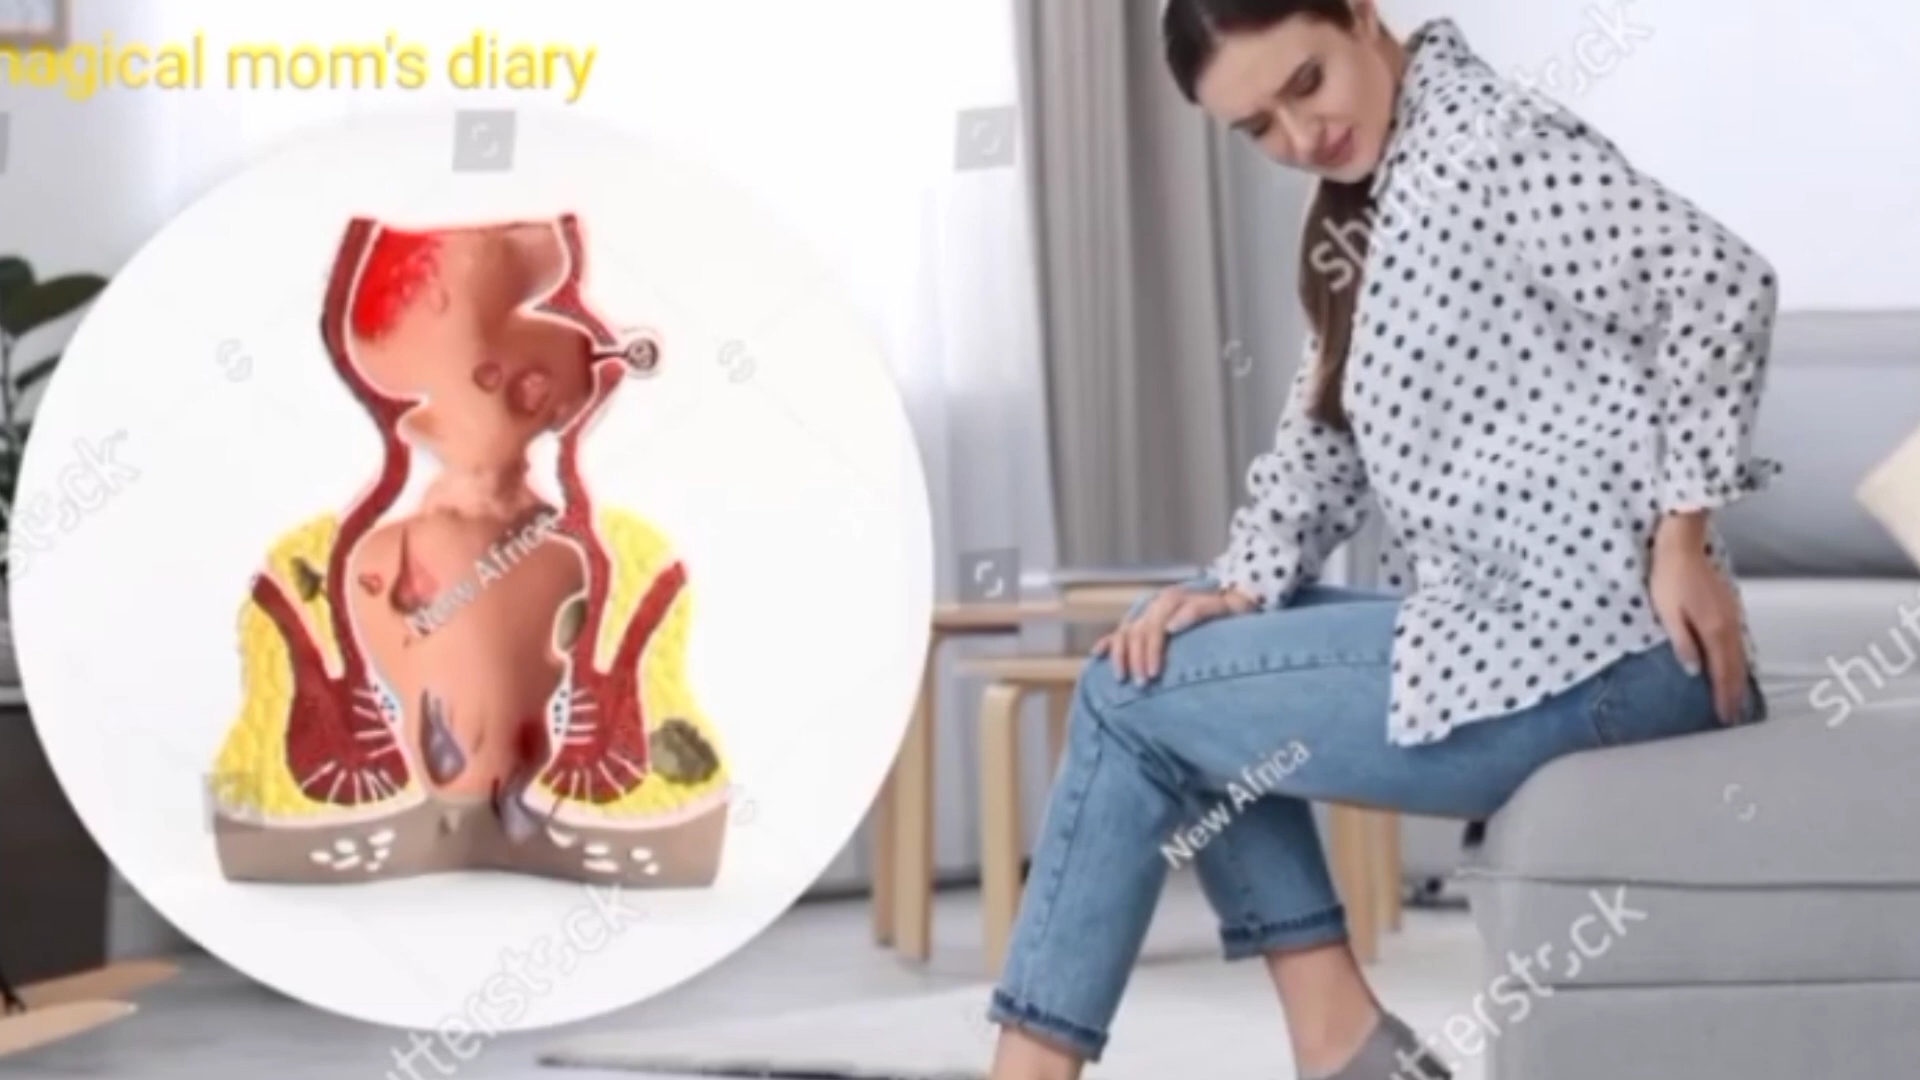 magical mom's diary
shutterstock
New Africa
New Africa
shutterstock
shutterstock